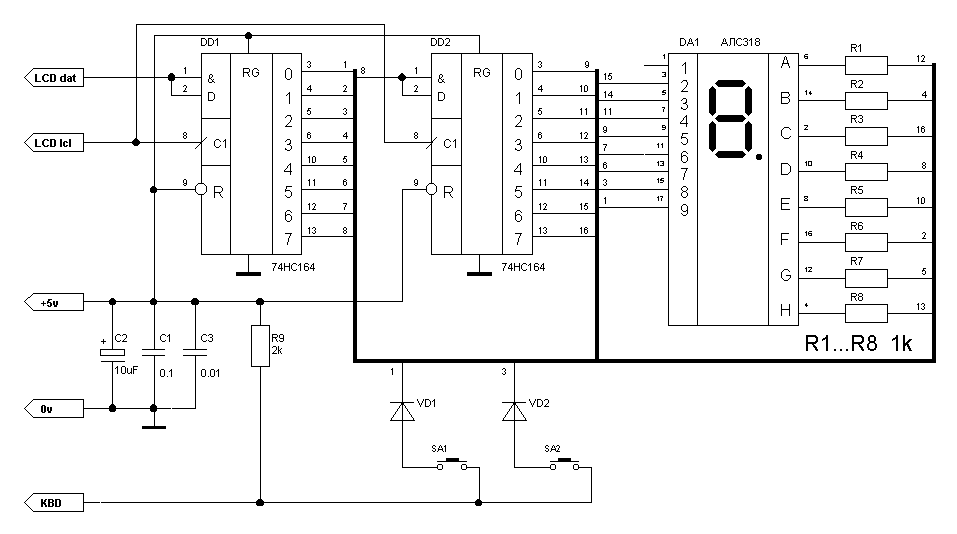 DD1
DD2
DA1 АЛС318
LCD dat
LCD lcl
+5v
0v
KBD
1 & RG 0 3 1
2 D 1 4 2
2 5 3
8 C1 3 6 4
4 10 5
9 R 5 11 6
6 12 7
7 13 8
74HC164
8 1 & RG 0 3 9
2 D 1 4 10
2 5 11
8 C1 3 6 12
4 10 13
9 R 5 11 14
6 12 15
7 13 16
74HC164
1 1
15 3 2
14 5 3
11 7 4
9 9 5
7 11 6
6 13 7
3 15 8
1 17 9
A 6 R1 12
B 14 R2 4
C 2 R3 16
D 10 R4 8
E 8 R5 10
F 16 R6 2
G 12 R7 5
H 4 R8 13
R1...R8 1k
+ C2 10uF
C1 0.1
C3 0.01
R9 2k
1 VD1
3 VD2
SA1
SA2